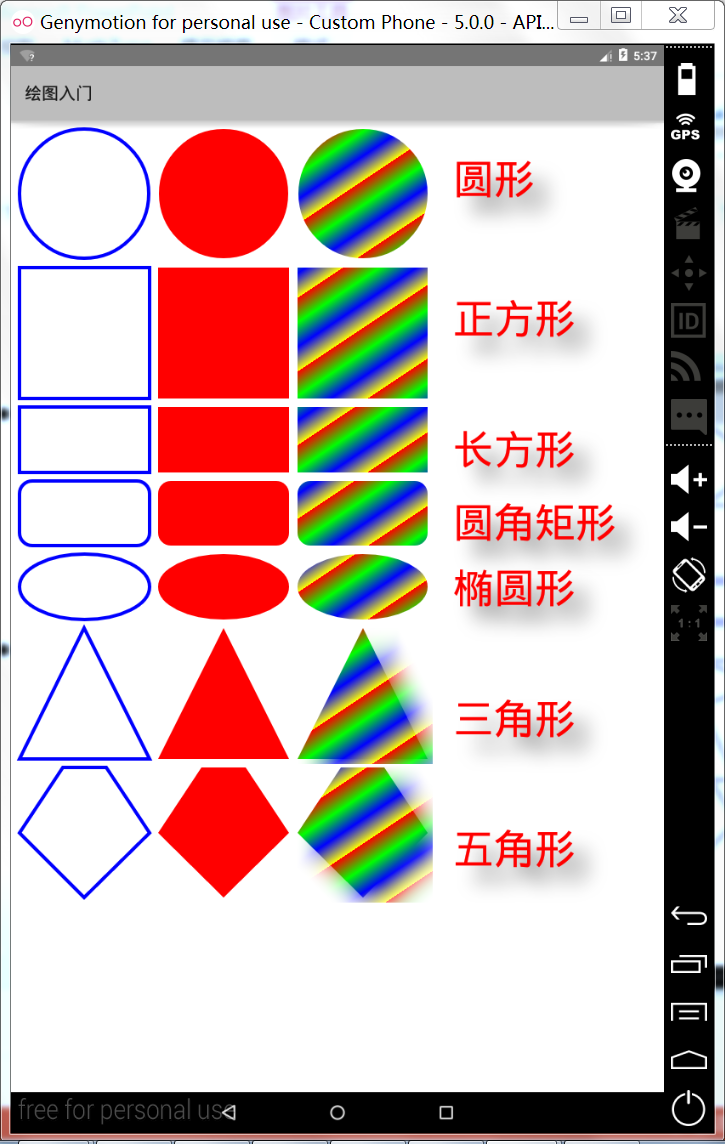 Genymotion for personal use - Custom Phone - 5.0.0 - API...
5:37
绘图入门
GPS
圆形
正方形
ID
长方形
圆角矩形
椭圆形
1:1
三角形
五角形
free for personal use